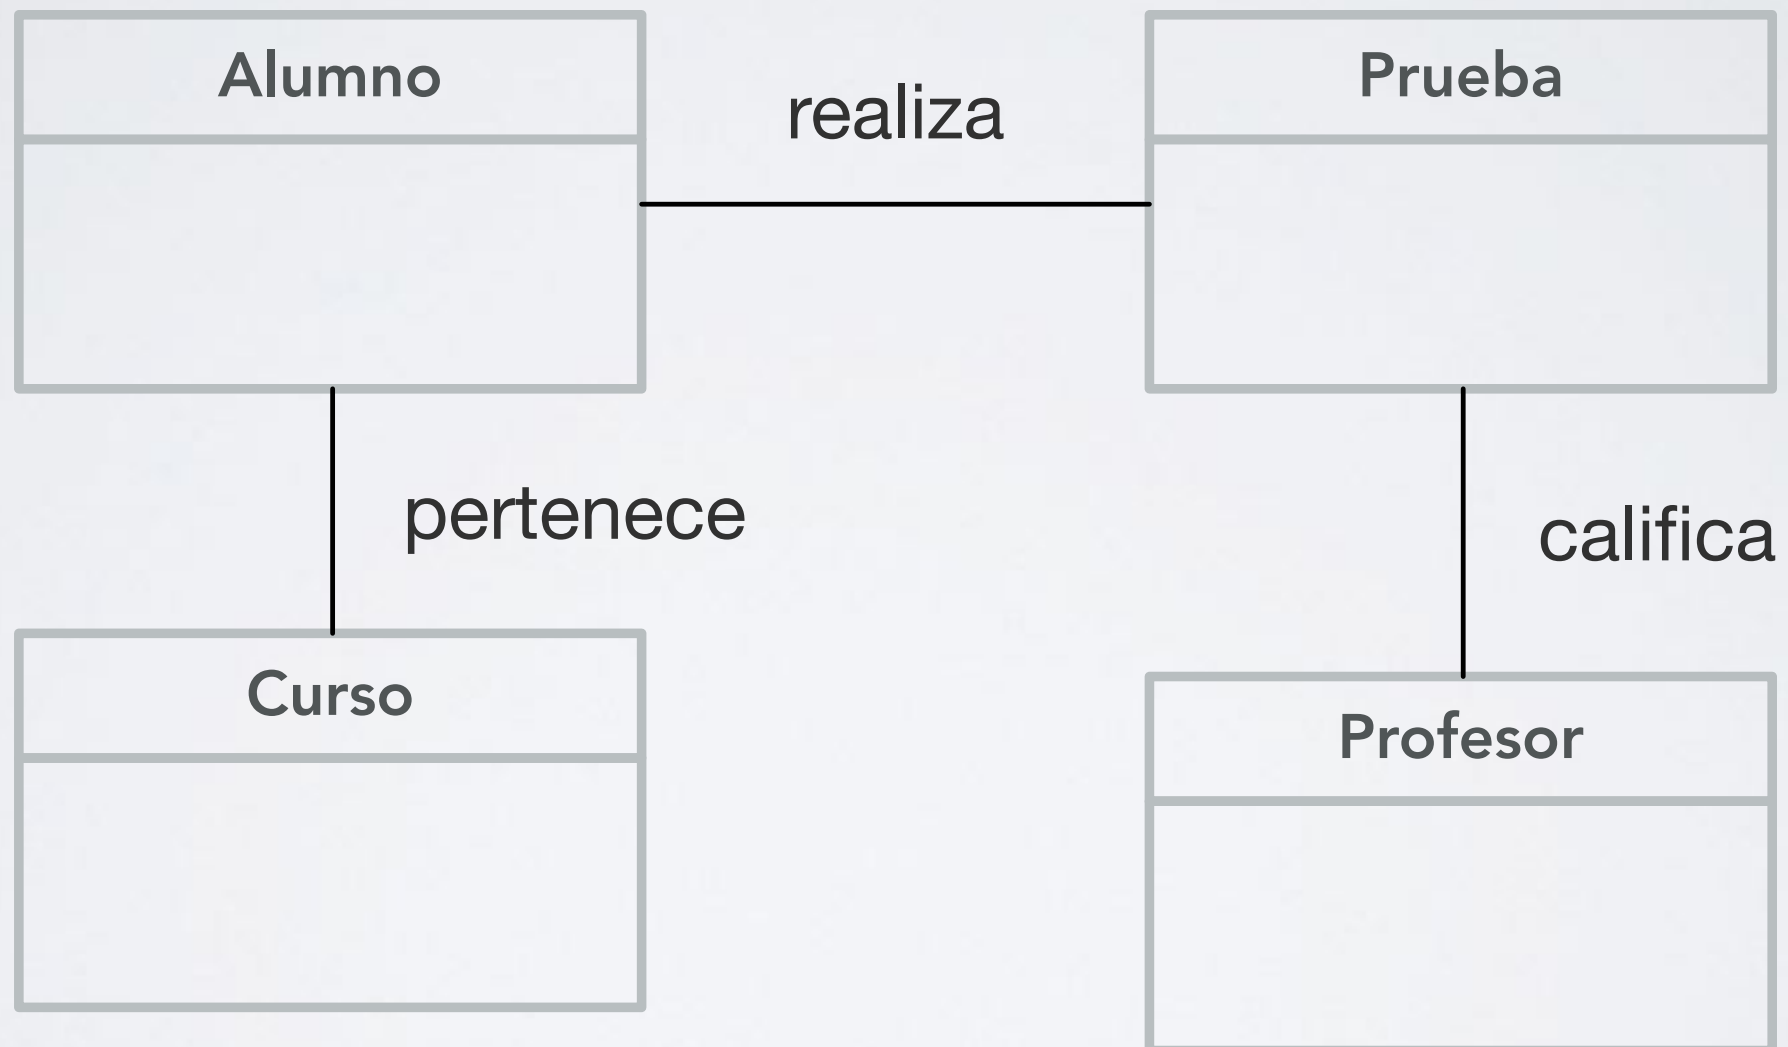 Alumno
realiza
Prueba
pertenece
califica
Curso
Profesor